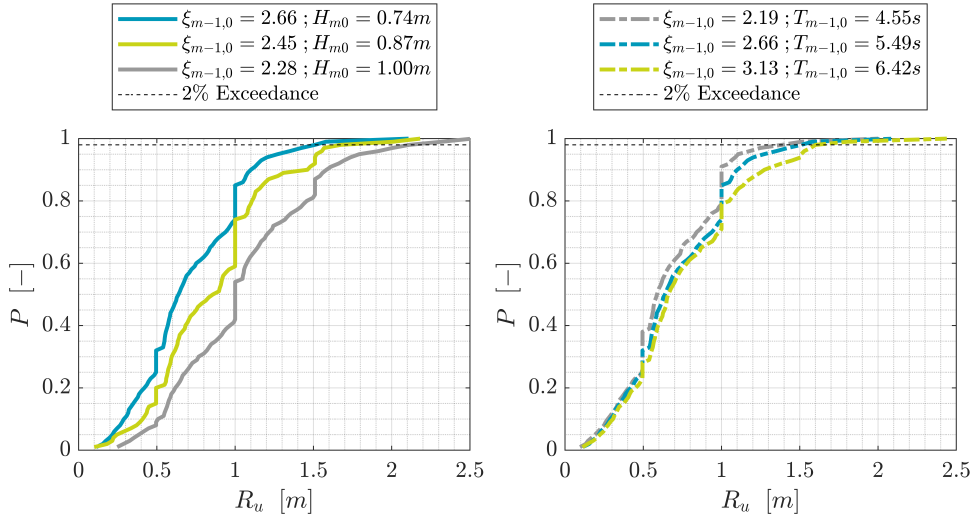 ξm−1,0 = 2.66 ; Hm0 = 0.74m
ξm−1,0 = 2.45 ; Hm0 = 0.87m
ξm−1,0 = 2.28 ; Hm0 = 1.00m
2% Exceedance
1
0.8
0.6
0.4
0.2
0
P [−]
0 0.5 1 1.5 2 2.5
Ru [m]
ξm−1,0 = 2.19 ; Tm−1,0 = 4.55s
ξm−1,0 = 2.66 ; Tm−1,0 = 5.49s
ξm−1,0 = 3.13 ; Tm−1,0 = 6.42s
2% Exceedance
1
0.8
0.6
0.4
0.2
0
P [−]
0 0.5 1 1.5 2 2.5
Ru [m]